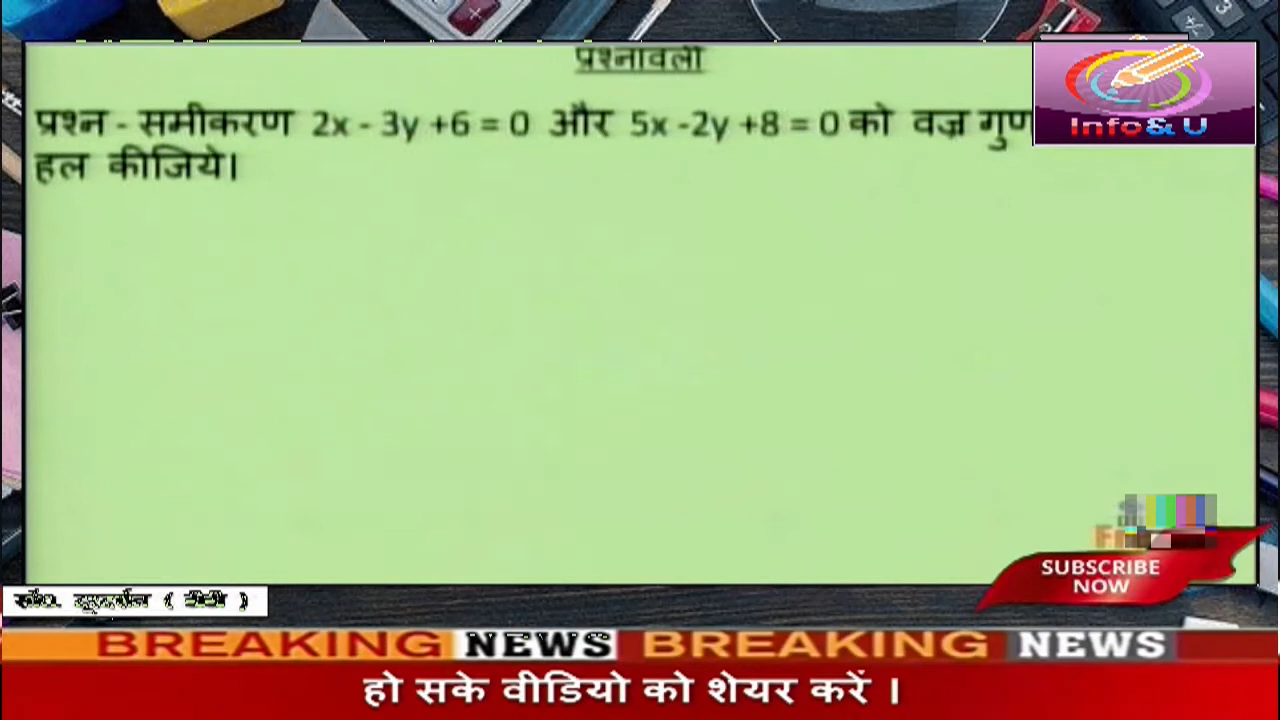 प्रश्नावली
प्रश्न - समीकरण 2x - 3y +6 = 0 और 5x -2y +8 = 0 को वज्र गुण
हल कीजिये।
Info & U
SUBSCRIBE
NOW
BREAKING NEWS BREAKING NEWS
हो सके वीडियो को शेयर करें ।